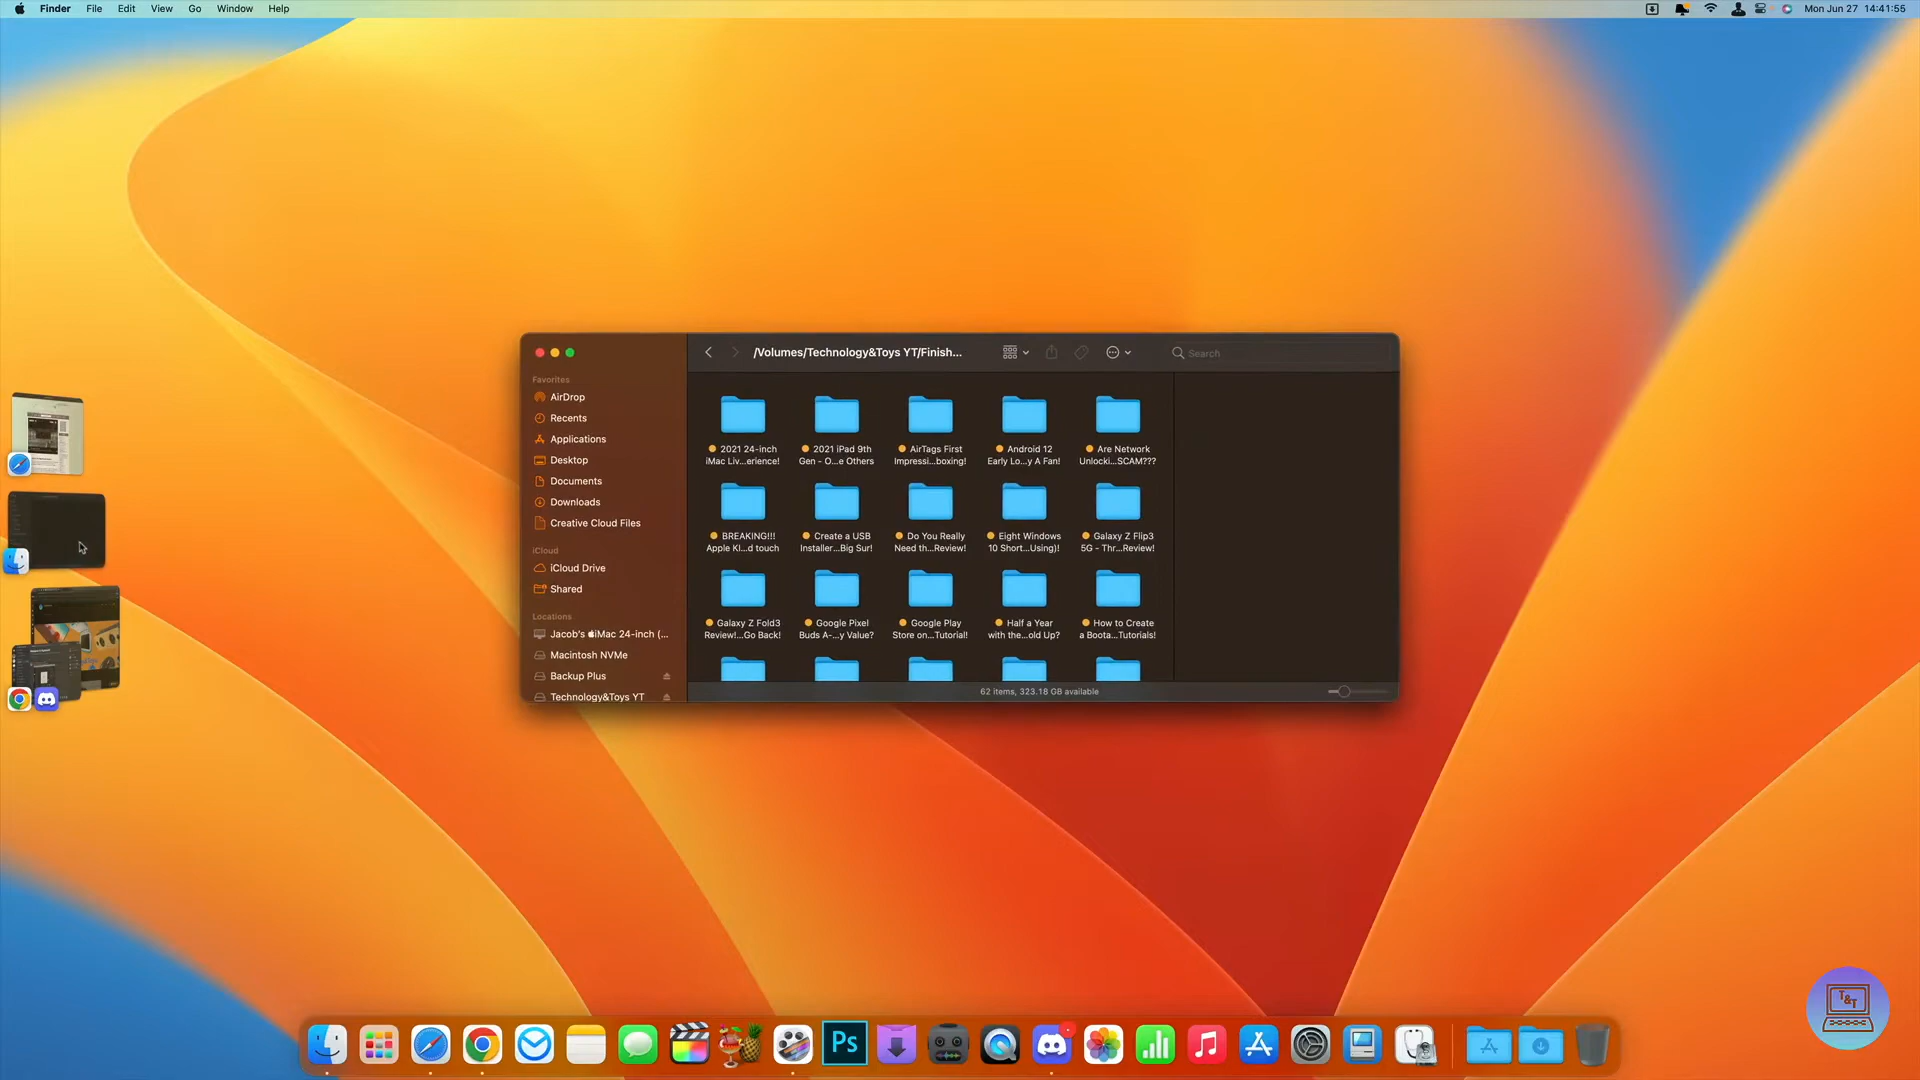 Finder File Edit View Go Window Help
Mon Jun 27 14:41:55
/Volumes/Technology&Toys YT/Finish...
Search
Favorites
AirDrop
Recents
Applications
Desktop
Documents
Downloads
Creative Cloud Files
iCloud
iCloud Drive
Shared
Locations
Jacob's iMac 24-inch (...
Macintosh NVMe
Backup Plus
Technology&Toys YT
2021 24-inch
iMac Liv...erience!
2021 iPad 9th
Gen - O...e Others
AirTags First
Impressi...boxing!
Android 12
Early Lo...y A Fan!
Are Network
Unlocki...SCAM???
BREAKING!!!
Apple KI...d touch
Create a USB
Installer...Big Sur!
Do You Really
Need th...Review!
Eight Windows
10 Short...Using)!
Galaxy Z Flip3
5G - Thr...Review!
Galaxy Z Fold3
Review!...Go Back!
Google Pixel
Buds A-...y Value?
Google Play
Store on...Tutorial!
Half a Year
with the...old Up?
How to Create
a Boota...Tutorials!
62 items, 323.18 GB available
Ps
T&T